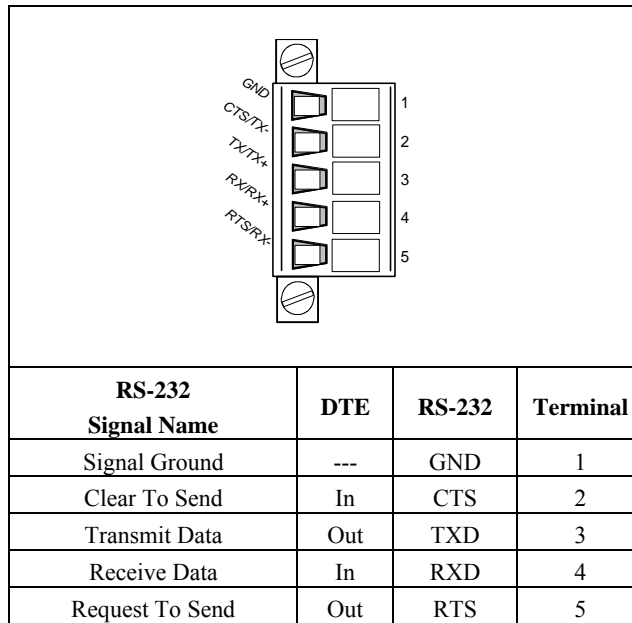 GND
1
CTS/TX-
2
TX/TX+
3
RX/RX+
4
RTS/RX-
5
RS-232
Signal Name
DTE
RS-232
Terminal
Signal Ground --- GND 1
Clear To Send In CTS 2
Transmit Data Out TXD 3
Receive Data In RXD 4
Request To Send Out RTS 5